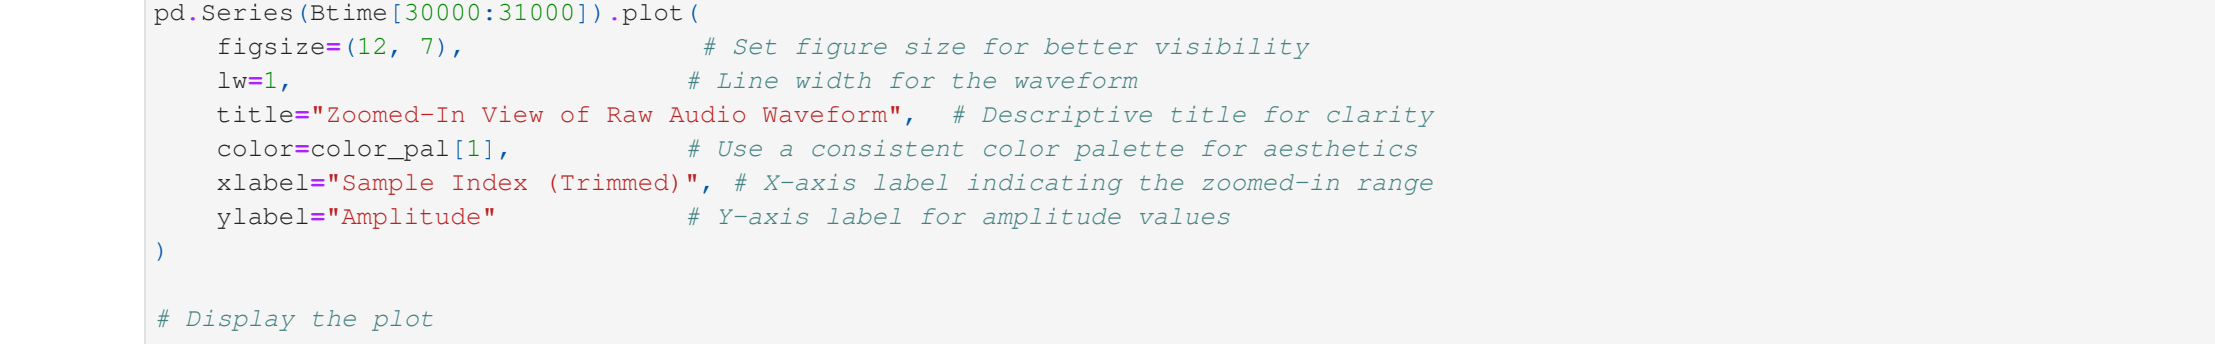 pd.Series(Btime[30000:31000]).plot(
    figsize=(12, 7),               # Set figure size for better visibility
    lw=1,                         # Line width for the waveform
    title="Zoomed-In View of Raw Audio Waveform",  # Descriptive title for clarity
    color=color_pal[1],           # Use a consistent color palette for aesthetics
    xlabel="Sample Index (Trimmed)", # X-axis label indicating the zoomed-in range
    ylabel="Amplitude"            # Y-axis label for amplitude values
)

# Display the plot